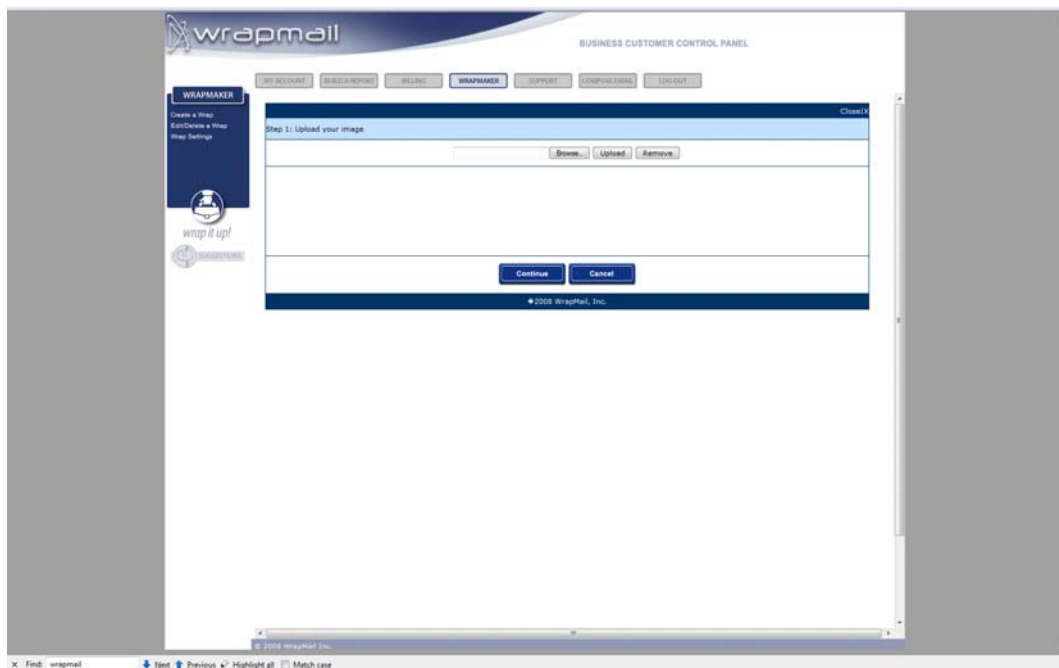 wrapmail
BUSINESS CUSTOMER CONTROL PANEL
MY ACCOUNT BUILD A REPORT BILLING WRAPMAKER SUPPORT COMPOSE EMAIL LOG OUT
WRAPMAKER
Create a Wrap
Edit/Delete a Wrap
Wrap Settings
wrap it up!
SUGGESTIONS
Close|X
Step 1: Upload your image
Browse... Upload Remove
Continue Cancel
�2008 WrapMail, Inc.
© 2008 WrapMail Inc.
x Find: wrapmail Next Previous Highlight all Match case